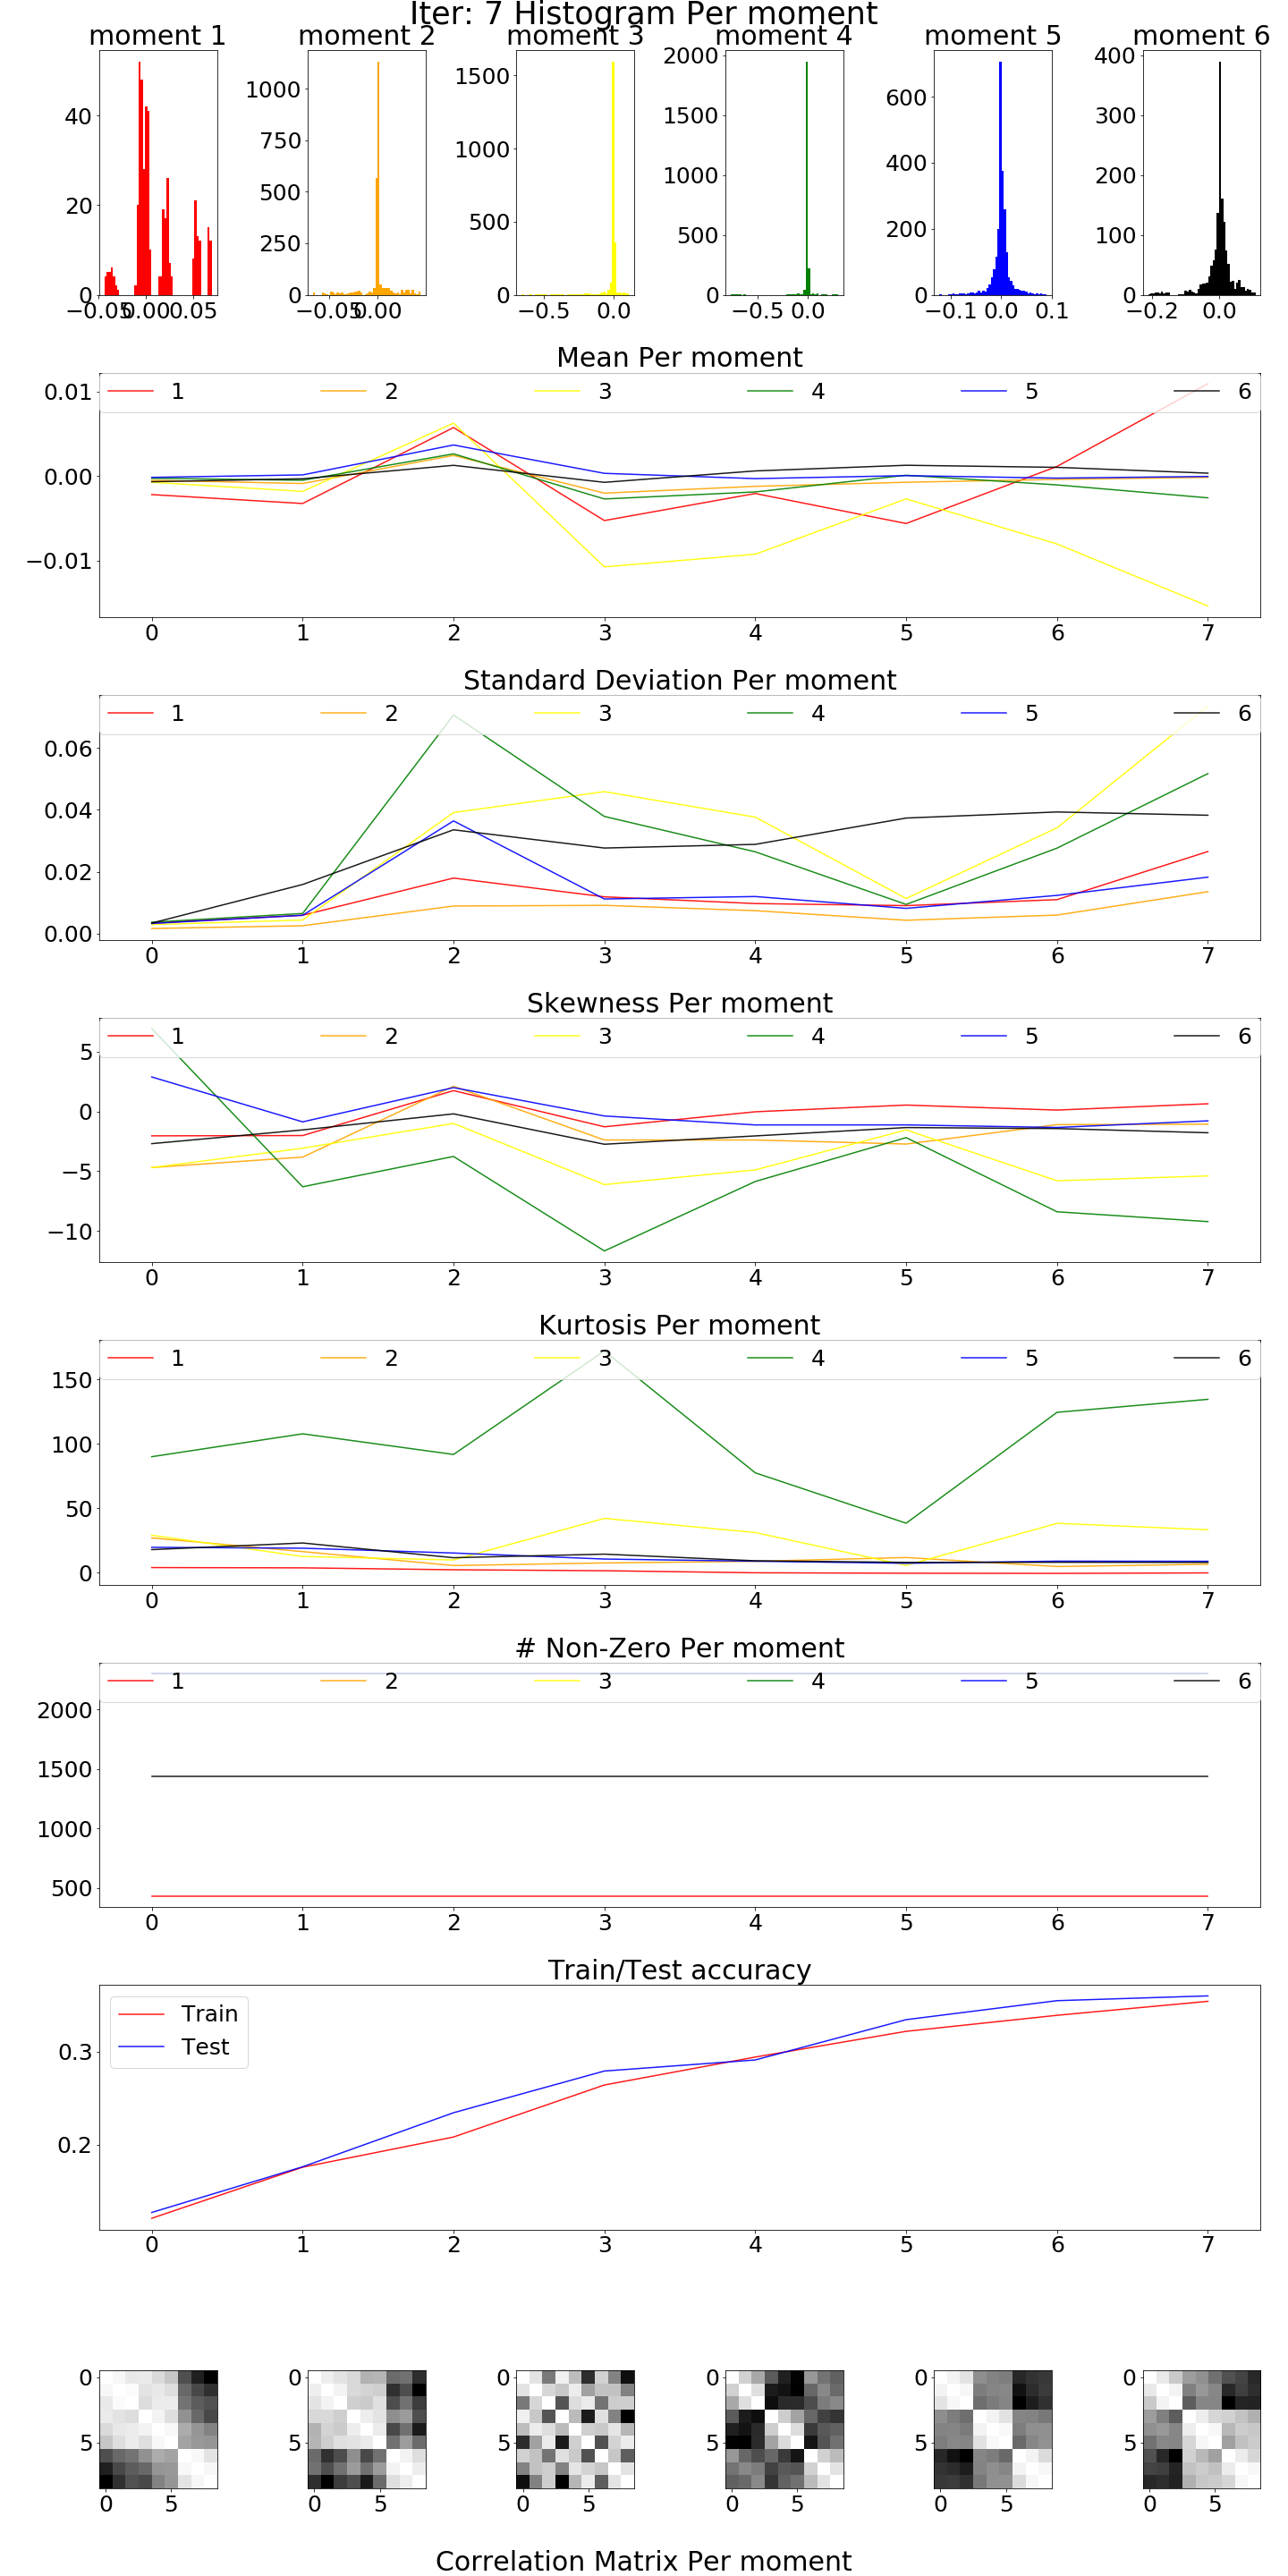 Iter: 7 Histogram Per moment
moment 1 moment 2 moment 3 moment 4 moment 5 moment 6
40 20 0
−0.05 0.00 0.05
1000 750 500 250 0
−0.05 0.00
1500 1000 500 0
−0.5 0.0
2000 1500 1000 500 0
−0.5 0.0
600 400 200 0
−0.1 0.0 0.1
400 300 200 100 0
−0.2 0.0
Mean Per moment
1 2 3 4 5 6
0.01
0.00
−0.01
0 1 2 3 4 5 6 7
Standard Deviation Per moment
1 2 3 4 5 6
0.06
0.04
0.02
0.00
0 1 2 3 4 5 6 7
Skewness Per moment
1 2 3 4 5 6
5
0
−5
−10
0 1 2 3 4 5 6 7
Kurtosis Per moment
1 2 3 4 5 6
150
100
50
0
0 1 2 3 4 5 6 7
# Non-Zero Per moment
1 2 3 4 5 6
2000
1500
1000
500
0 1 2 3 4 5 6 7
Train/Test accuracy
Train
Test
0.3
0.2
0 1 2 3 4 5 6 7
0 0 0 0 0 0
5 5 5 5 5 5
0 5 0 5 0 5 0 5 0 5 0 5
Correlation Matrix Per moment